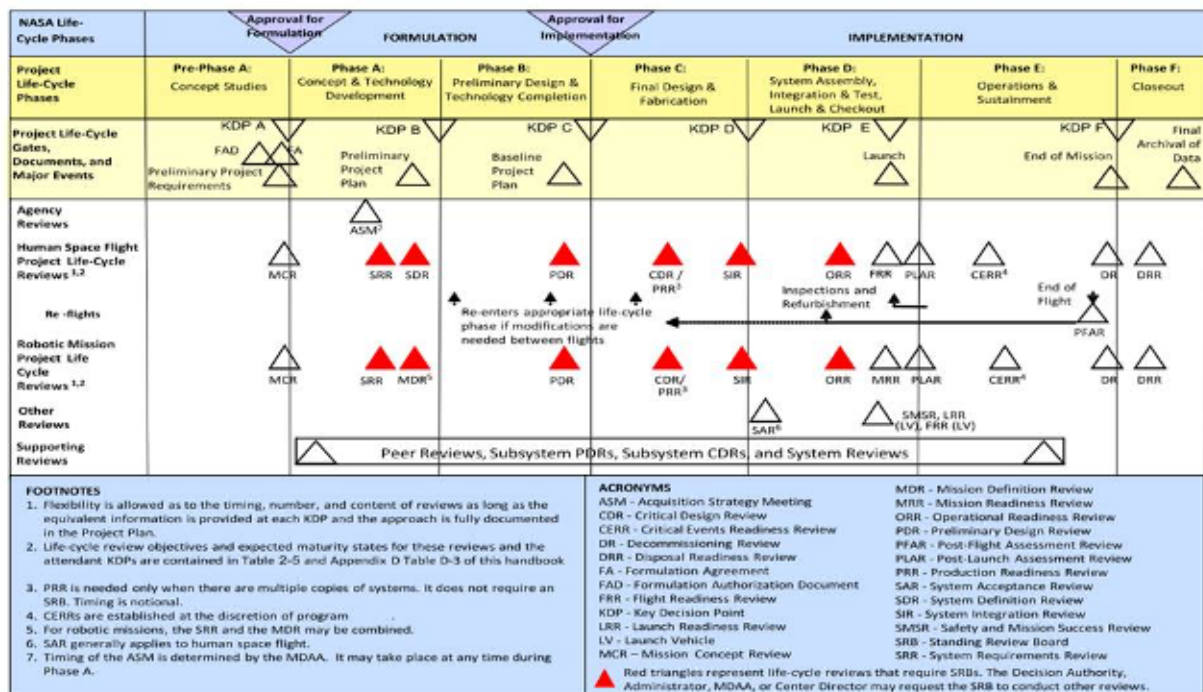 NASA Life-
Cycle Phases
Approval for
Formulation
FORMULATION
Approval for
Implementation
IMPLEMENTATION
Project
Life-Cycle
Phases
Pre-Phase A:
Concept Studies
Phase A:
Concept & Technology
Development
Phase B:
Preliminary Design &
Technology Completion
Phase C:
Final Design &
Fabrication
Phase D:
System Assembly,
Integration & Test,
Launch & Checkout
Phase E:
Operations &
Sustainment
Phase F:
Closeout
Project Life-Cycle
Gates,
Documents, and
Major Events
KDP A
KDP B
KDP C
KDP D
KDP E
KDP F
FAD
FA
Preliminary Project
Requirements
Preliminary
Project
Plan
Baseline
Project
Plan
Launch
End of Mission
Final
Archival of
Data
Agency
Reviews
ASM7
Human Space Flight
Project Life-Cycle
Reviews 1,2
MCR
SRR
SDR
PDR
CDR /
PRR3
SIR
ORR
FRR
PLAR
CERR4
DR
DRR
Re -flights
Re-enters appropriate life-cycle
phase if modifications are
needed between flights
Inspections and
Refurbishment
End of
Flight
PFAR
Robotic Mission
Project Life
Cycle
Reviews 1,2
MCR
SRR
MDR5
PDR
CDR/
PRR3
SIR
ORR
MRR
PLAR
CERR4
DR
DRR
Other
Reviews
SAR6
SMSR, LRR
(LV), FRR (LV)
Supporting
Reviews
Peer Reviews, Subsystem PDRs, Subsystem CDRs, and System Reviews
FOOTNOTES
1. Flexibility is allowed as to the timing, number, and content of reviews as long as the
equivalent information is provided at each KDP and the approach is fully documented
in the Project Plan.
2. Life-cycle review objectives and expected maturity states for these reviews and the
attendant KDPs are contained in Table 2-5 and Appendix D Table D-3 of this handbook
3. PRR is needed only when there are multiple copies of systems. It does not require an
SRB. Timing is notional.
4. CERRs are established at the discretion of program .
5. For robotic missions, the SRR and the MDR may be combined.
6. SAR generally applies to human space flight.
7. Timing of the ASM is determined by the MDAA. It may take place at any time during
Phase A.
ACRONYMS
ASM - Acquisition Strategy Meeting
CDR - Critical Design Review
CERR - Critical Events Readiness Review
DR - Decommissioning Review
DRR - Disposal Readiness Review
FA - Formulation Agreement
FAD - Formulation Authorization Document
FRR - Flight Readiness Review
KDP - Key Decision Point
LRR - Launch Readiness Review
LV - Launch Vehicle
MCR – Mission Concept Review
MDR - Mission Definition Review
MRR - Mission Readiness Review
ORR - Operational Readiness Review
PDR - Preliminary Design Review
PFAR - Post-Flight Assessment Review
PLAR - Post-Launch Assessment Review
PRR - Production Readiness Review
SAR - System Acceptance Review
SDR - System Definition Review
SIR - System Integration Review
SMSR - Safety and Mission Success Review
SRB - Standing Review Board
SRR - System Requirements Review
Red triangles represent life-cycle reviews that require SRBs. The Decision Authority,
Administrator, MDAA, or Center Director may request the SRB to conduct other reviews.